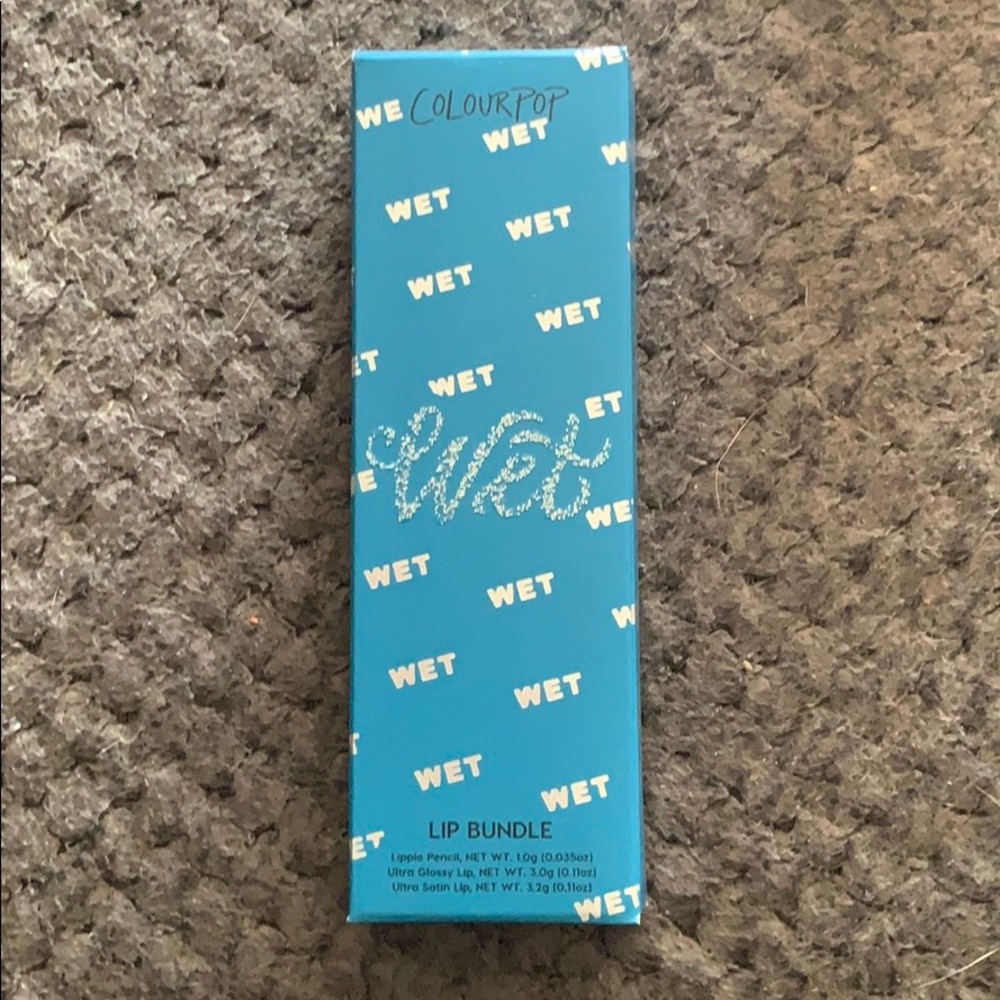 WE
WE COLOURPOP
WET
W
WET
WET
WET
WET
ET
WET
ET
Wet
E
WE
WET
WET
W
WET
WET
T
WET
WET
ET
LIP BUNDLE
Lippie Pencil, NET WT. 1.0g (0.035oz)
Ultra Glossy Lip, NET WT. 3.0g (0.11oz)
Ultra Satin Lip, NET WT. 3.2g (0.11oz)
WET